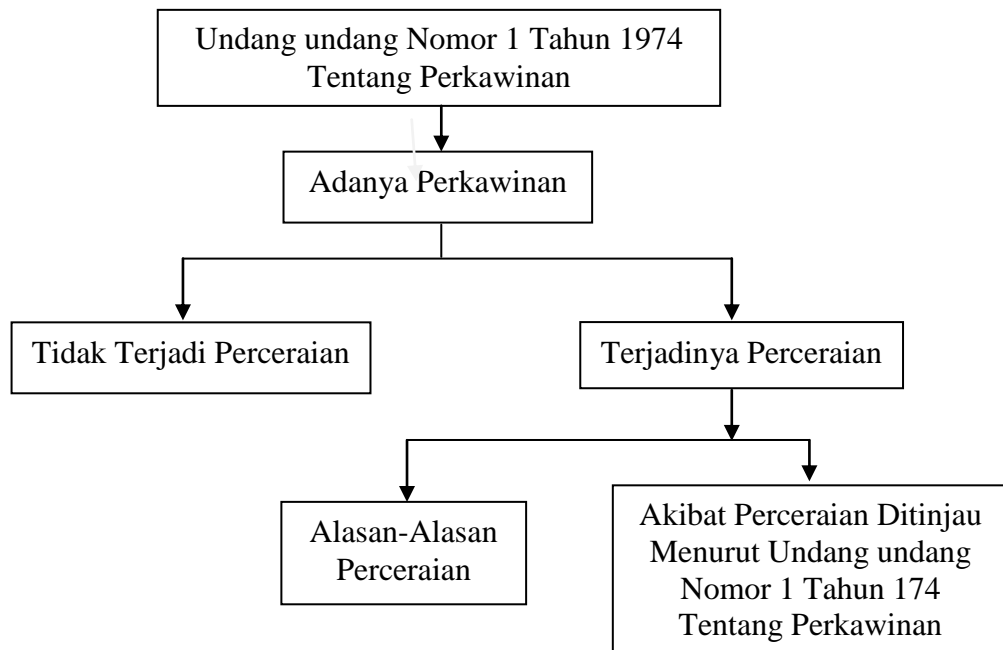 Undang undang Nomor 1 Tahun 1974
Tentang Perkawinan
Adanya Perkawinan
Tidak Terjadi Perceraian
Terjadinya Perceraian
Alasan-Alasan
Perceraian
Akibat Perceraian Ditinjau
Menurut Undang undang
Nomor 1 Tahun 174
Tentang Perkawinan